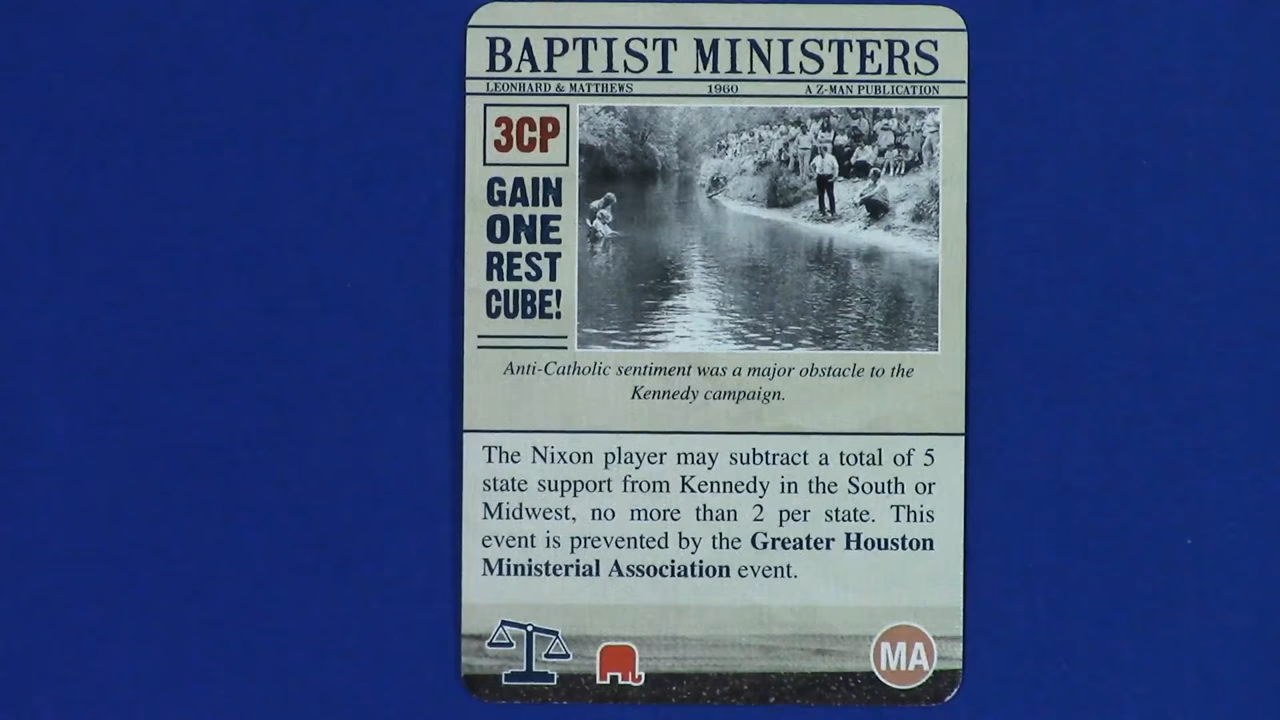 BAPTIST MINISTERS
LEONHARD & MATTHEWS 1960 A Z-MAN PUBLICATION
3CP
GAIN
ONE
REST
CUBE!
Anti-Catholic sentiment was a major obstacle to the
Kennedy campaign.
The Nixon player may subtract a total of 5
state support from Kennedy in the South or
Midwest, no more than 2 per state. This
event is prevented by the Greater Houston
Ministerial Association event.
MA